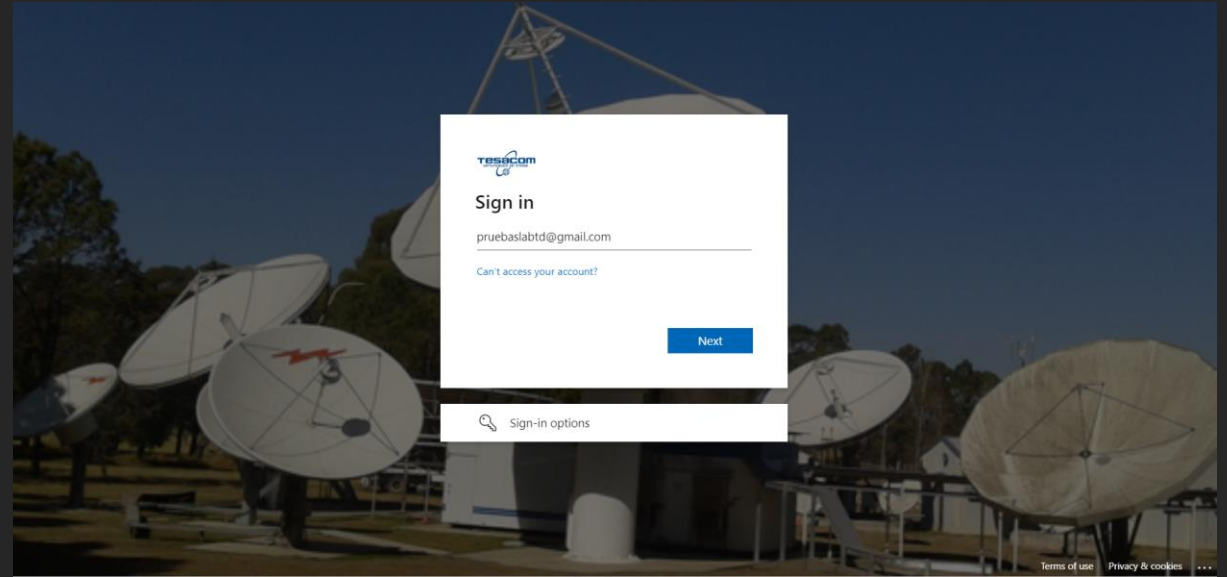 TESACOM
Sign in
pruebaslabtd@gmail.com
Can't access your account?
Next
Sign-in options
Terms of use Privacy & cookies ...